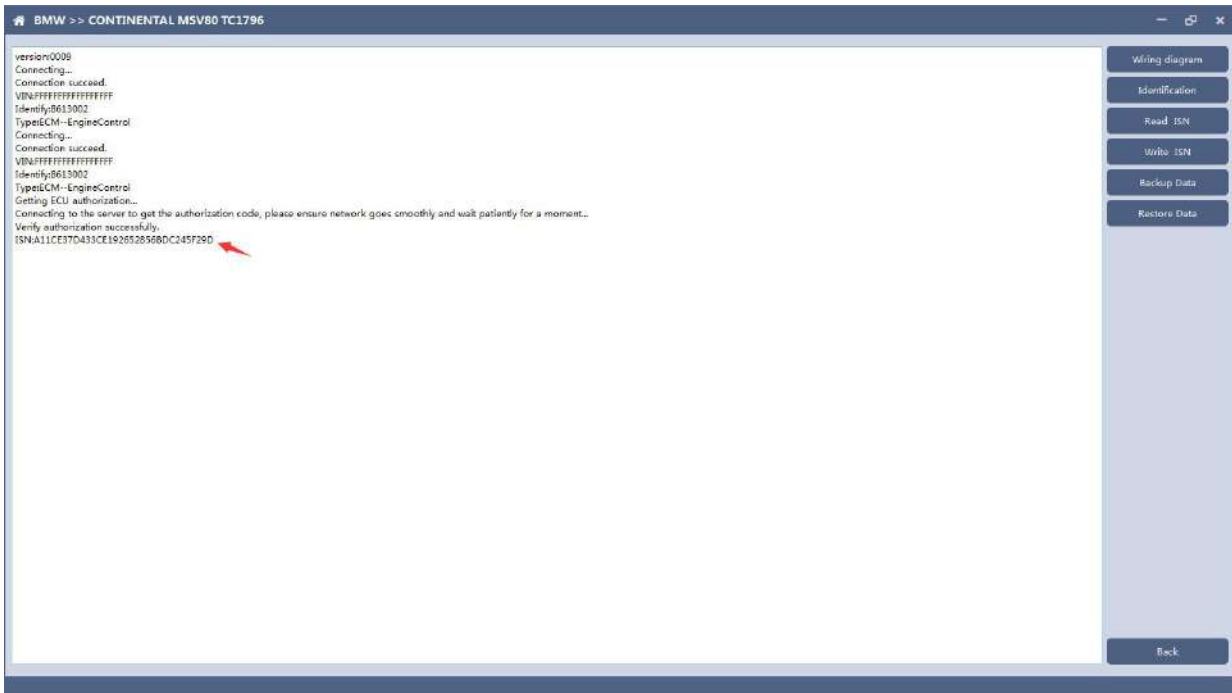 BMW >> CONTINENTAL MSV80 TC1796
version:0009
Connecting...
Connection succeed.
VIN:FFFFFFFFFFFFFFFFF
Identify:8613002
Type:ECM--EngineControl
Connecting...
Connection succeed.
VIN:FFFFFFFFFFFFFFFFF
Identify:8613002
Type:ECM--EngineControl
Getting ECU authorization...
Connecting to the server to get the authorization code, please ensure network goes smoothly and wait patiently for a moment...
Verify authorization successfully.
ISN:A11CE37D433CE192652856BDC245F29D
Wiring diagram
Identification
Read ISN
Write ISN
Backup Data
Restore Data
Back